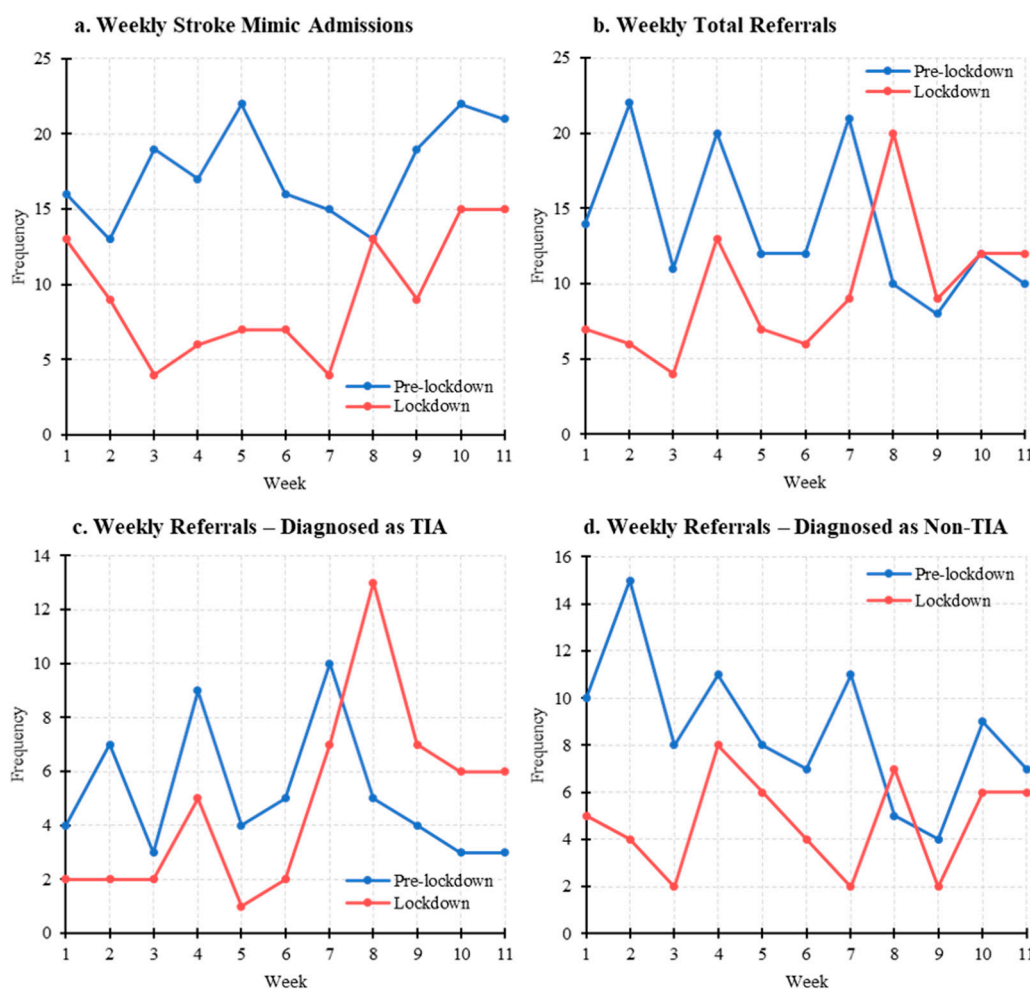 a. Weekly Stroke Mimic Admissions
25
20
15
10
5
0
Frequency
Pre-lockdown
Lockdown
1 2 3 4 5 6 7 8 9 10 11
Week
b. Weekly Total Referrals
25
20
15
10
5
0
Frequency
Pre-lockdown
Lockdown
1 2 3 4 5 6 7 8 9 10 11
Week
c. Weekly Referrals – Diagnosed as TIA
14
12
10
8
6
4
2
0
Frequency
Pre-lockdown
Lockdown
1 2 3 4 5 6 7 8 9 10 11
Week
d. Weekly Referrals – Diagnosed as Non-TIA
16
14
12
10
8
6
4
2
0
Frequency
Pre-lockdown
Lockdown
1 2 3 4 5 6 7 8 9 10 11
Week